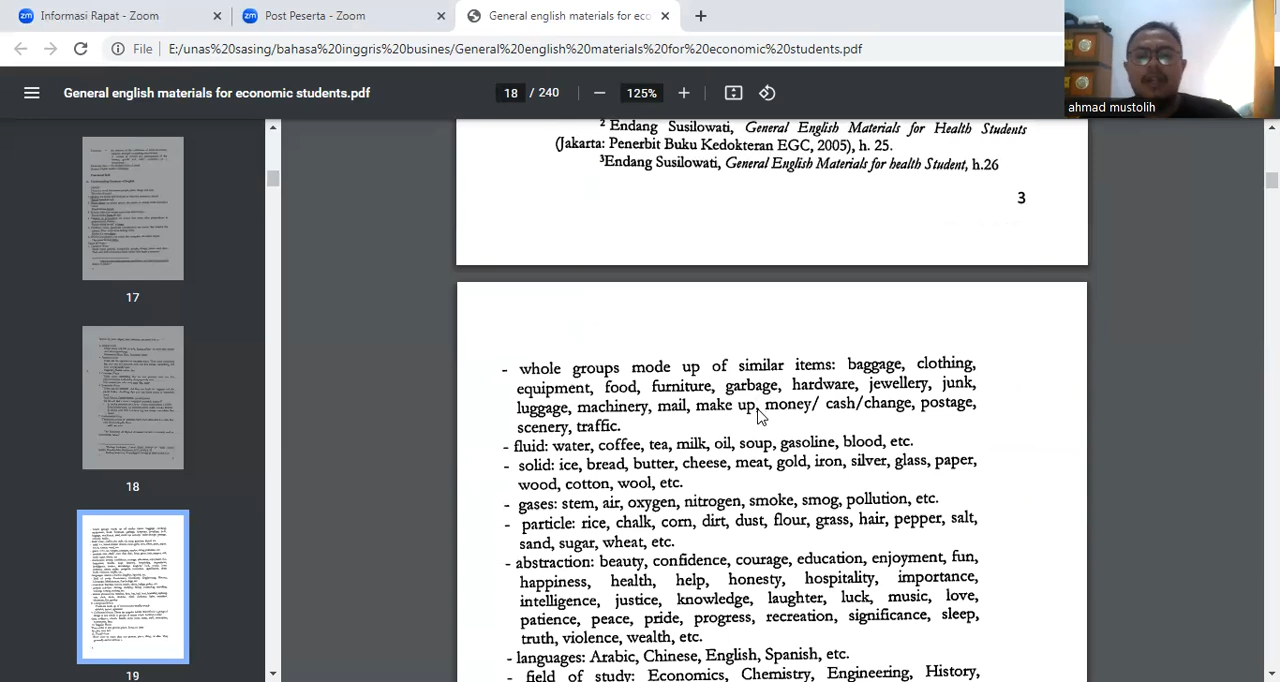 Informasi Rapat - Zoom
Post Peserta - Zoom
General english materials for eco
File
E:/unas%20sasing/bahasa%20inggris%20busines/General%20english%20materials%20for%20economic%20students.pdf
General english materials for economic students.pdf
18 / 240
125%
ahmad mustolih
17
18
19
2 Endang Susilowati, General English Materials for Health Students
(Jakarta: Penerbit Buku Kedokteran EGC, 2005), h. 25.
3Endang Susilowati, General English Materials for health Student, h.26
3
- whole groups mode up of similar items: baggage, clothing,
equipment, food, furniture, garbage, hardware, jewellery, junk,
luggage, machinery, mail, make up, money/ cash/change, postage,
scenery, traffic.
- fluid: water, coffee, tea, milk, oil, soup, gasoline, blood, etc.
- solid: ice, bread, butter, cheese, meat, gold, iron, silver, glass, paper,
wood, cotton, wool, etc.
- gases: stem, air, oxygen, nitrogen, smoke, smog, pollution, etc.
- particle: rice, chalk, corn, dirt, dust, flour, grass, hair, pepper, salt,
sand sugar, wheat, etc.
- abstraction: beauty, confidence, courage, education, enjoyment, fun,
happiness, health, help, honesty, hospitality, importance,
intelligence, justice, knowledge, laughter, luck, music, love,
patience, peace, pride, progress, recreation, significance, sleep,
truth, violence, wealth, etc.
- languages: Arabic, Chinese, English, Spanish, etc.
- field of study: Economics, Chemistry, Engineering, History,